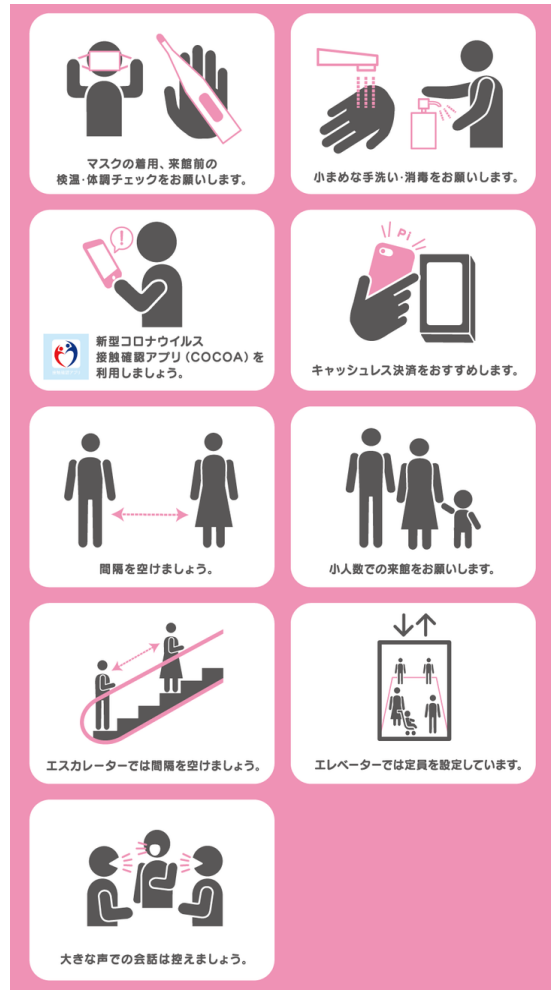 マスクの着用、来館前の
検温・体調チェックをお願いします。
小まめな手洗い・消毒をお願いします。
!
新型コロナウイルス
接触確認アプリ（COCOA）を
利用しましょう。
Pi
キャッシュレス決済をおすすめします。
間隔を空けましょう。
小人数での来館をお願いします。
エスカレーターでは間隔を空けましょう。
エレベーターでは定員を設定しています。
大きな声での会話は控えましょう。